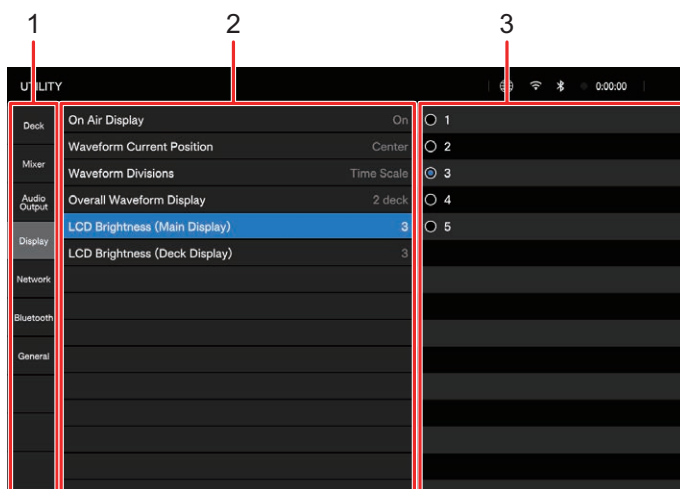 1 2 3
UTILITY 0:00:00
Deck
Mixer
Audio
Output
Display
Network
Bluetooth
General
On Air Display On
Waveform Current Position Center
Waveform Divisions Time Scale
Overall Waveform Display 2 deck
LCD Brightness (Main Display) 3
LCD Brightness (Deck Display) 3
1
2
3
4
5